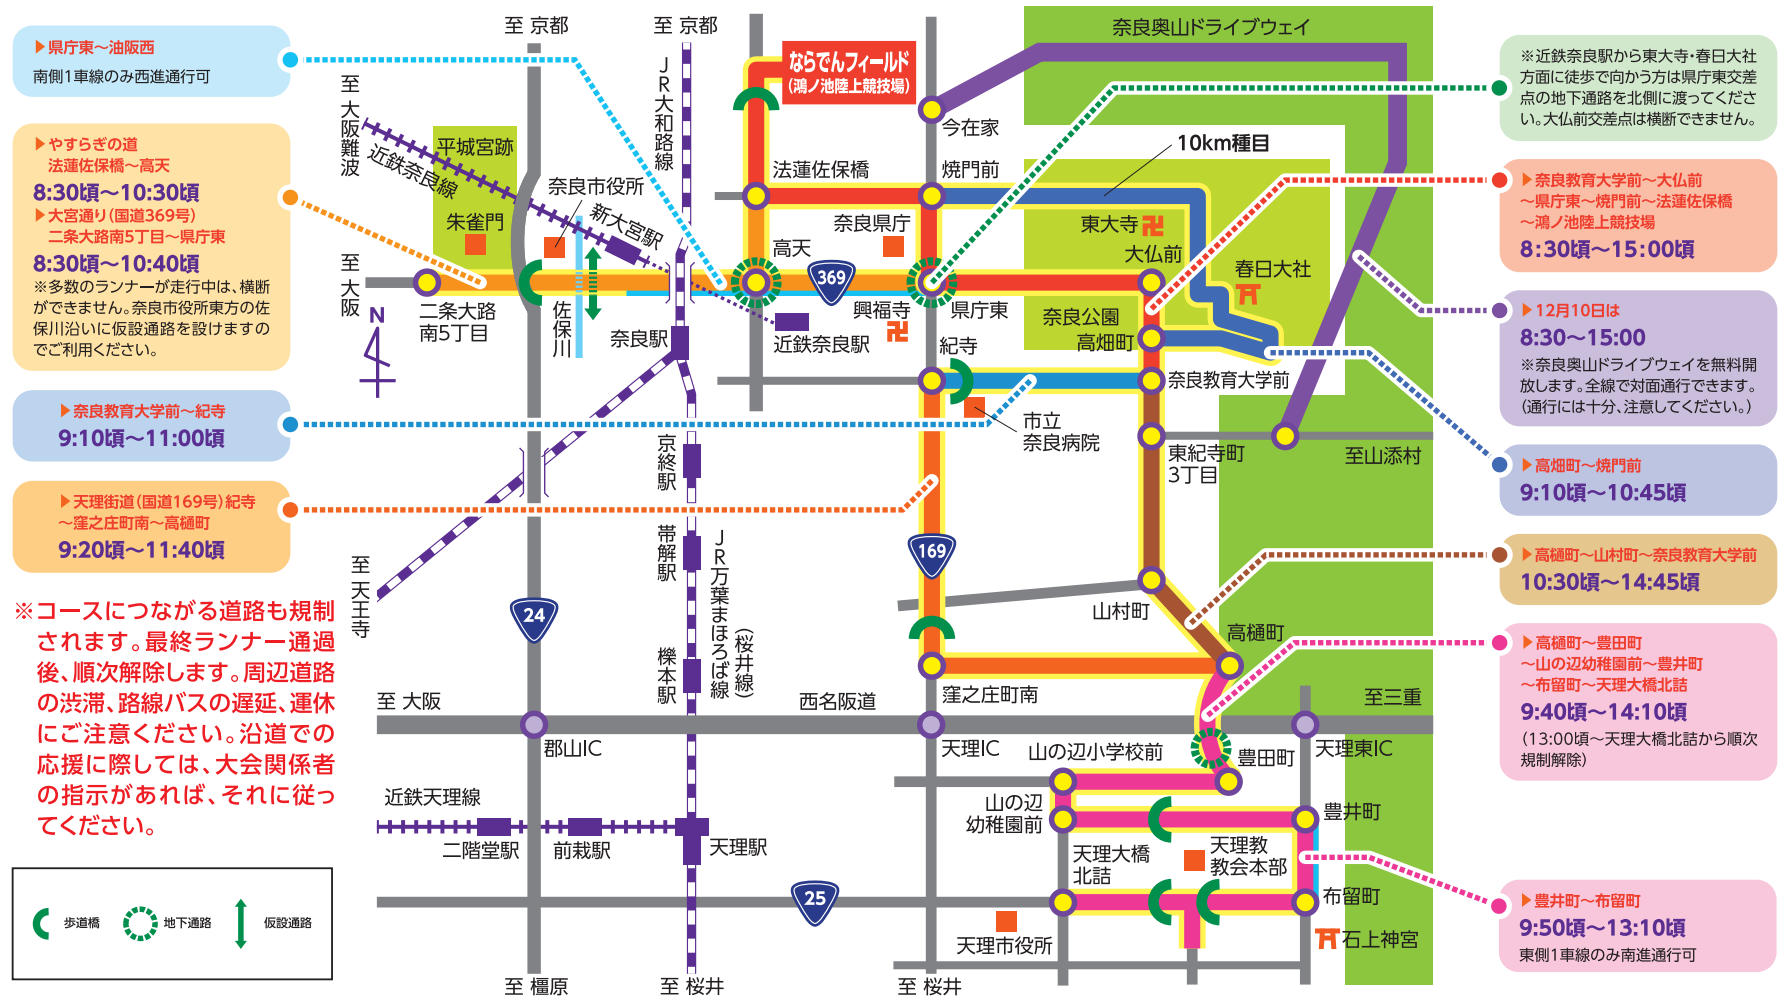 ▶県庁東～油阪西
南側1車線のみ西進通行可
▶やすらぎの道
法蓮佐保橋～高天
8:30頃～10:30頃
▶大宮通り(国道369号)
二条大路南5丁目～県庁東
8:30頃～10:40頃
※多数のランナーが走行中は、横断
ができません。奈良市役所東方の佐
保川沿いに仮設通路を設けますの
でご利用ください。
▶奈良教育大学前～紀寺
9:10頃～11:00頃
▶天理街道(国道169号)紀寺
～窪之庄町南～高樋町
9:20頃～11:40頃
※コースにつながる道路も規制
されます。最終ランナー通過
後、順次解除します。周辺道路
の渋滞、路線バスの遅延、運休
にご注意ください。沿道での
応援に際しては、大会関係者
の指示があれば、それに従っ
てください。
歩道橋
地下通路
仮設通路
至 京都
至 京都
至 大阪難波
近鉄奈良線
平城宮跡
朱雀門
奈良市役所
新大宮駅
JR大和路線
ならでんフィールド
(鴻ノ池陸上競技場)
奈良奥山ドライブウェイ
今在家
10km種目
法蓮佐保橋
焼門前
奈良県庁
東大寺
大仏前
春日大社
高天
369
至 大阪
N
二条大路
南5丁目
佐保川
奈良駅
近鉄奈良駅
興福寺
県庁東
奈良公園
高畑町
紀寺
奈良教育大学前
市立
奈良病院
東紀寺町
3丁目
至山添村
京終駅
帯解駅
JR万葉まほろば線
(桜井線)
櫟本駅
至 天王寺
24
169
山村町
高樋町
窪之庄町南
至 大阪
西名阪道
至三重
郡山IC
天理IC
天理東IC
山の辺小学校前
豊田町
山の辺
幼稚園前
豊井町
近鉄天理線
二階堂駅
前栽駅
天理駅
天理大橋
北詰
天理教
教会本部
25
布留町
天理市役所
石上神宮
至 橿原
至 桜井
至 桜井
※近鉄奈良駅から東大寺・春日大社
方面に徒歩で向かう方は県庁東交差
点の地下通路を北側に渡ってくださ
い。大仏前交差点は横断できません。
▶奈良教育大学前～大仏前
～県庁東～焼門前～法蓮佐保橋
～鴻ノ池陸上競技場
8:30頃～15:00頃
▶12月10日は
8:30～15:00
※奈良奥山ドライブウェイを無料開
放します。全線で対面通行できます。
(通行には十分、注意してください。)
▶高畑町～焼門前
9:10頃～10:45頃
▶高樋町～山村町～奈良教育大学前
10:30頃～14:45頃
▶高樋町～豊田町
～山の辺幼稚園前～豊井町
～布留町～天理大橋北詰
9:40頃～14:10頃
(13:00頃～天理大橋北詰から順次
規制解除)
▶豊井町～布留町
9:50頃～13:10頃
東側1車線のみ南進通行可